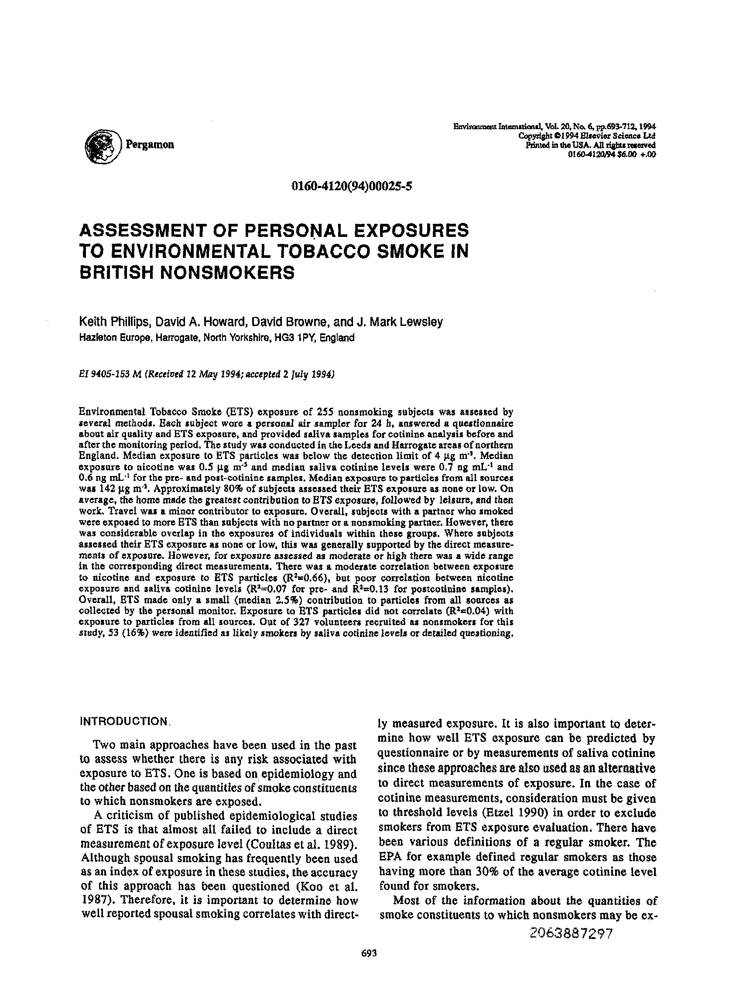 Environment International, Vol. 20, No. 6, pp.693-712, 1994
Copyright ©1994 Elsevier Science Ltd
Printed in the USA. All rights reserved
0160-4120/94 $6.00 +.00
Pergamon
0160-4120(94)00025-5
ASSESSMENT OF PERSONAL EXPOSURES
TO ENVIRONMENTAL TOBACCO SMOKE IN
BRITISH NONSMOKERS
Keith Phillips, David A. Howard, David Browne, and J. Mark Lewsley
Hazleton Europe, Harrogate, North Yorkshire, HG3 1PY, England
EI 9405-153 M (Received 12 May 1994; accepted 2 July 1994)
Environmental Tobacco Smoke (ETS) exposure of 255 nonsmoking subjects was assessed by
several methods. Each subject wore a personal air sampler for 24 h, answered a questionnaire
about air quality and ETS exposure, and provided saliva samples for cotinine analysis before and
after the monitoring period. The study was conducted in the Leeds and Harrogate areas of northern
England. Median exposure to ETS particles was below the detection limit of 4 µg m⁻³. Median
exposure to nicotine was 0.5 µg m⁻³ and median saliva cotinine levels were 0.7 ng mL⁻¹ and
0.6 ng mL⁻¹ for the pre- and post-cotinine samples. Median exposure to particles from all sources
was 142 µg m⁻³. Approximately 80% of subjects assessed their ETS exposure as none or low. On
average, the home made the greatest contribution to ETS exposure, followed by leisure, and then
work. Travel was a minor contributor to exposure. Overall, subjects with a partner who smoked
were exposed to more ETS than subjects with no partner or a nonsmoking partner. However, there
was considerable overlap in the exposures of individuals within these groups. Where subjects
assessed their ETS exposure as none or low, this was generally supported by the direct measure-
ments of exposure. However, for exposure assessed as moderate or high there was a wide range
in the corresponding direct measurements. There was a moderate correlation between exposure
to nicotine and exposure to ETS particles (R²=0.66), but poor correlation between nicotine
exposure and saliva cotinine levels (R²=0.07 for pre- and R²=0.13 for postcotinine samples).
Overall, ETS made only a small (median 2.5%) contribution to particles from all sources as
collected by the personal monitor. Exposure to ETS particles did not correlate (R²=0.04) with
exposure to particles from all sources. Out of 327 volunteers recruited as nonsmokers for this
study, 53 (16%) were identified as likely smokers by saliva cotinine levels or detailed questioning.
INTRODUCTION
Two main approaches have been used in the past
to assess whether there is any risk associated with
exposure to ETS. One is based on epidemiology and
the other based on the quantities of smoke constituents
to which nonsmokers are exposed.
A criticism of published epidemiological studies
of ETS is that almost all failed to include a direct
measurement of exposure level (Coultas et al. 1989).
Although spousal smoking has frequently been used
as an index of exposure in these studies, the accuracy
of this approach has been questioned (Koo et al.
1987). Therefore, it is important to determine how
well reported spousal smoking correlates with direct-
ly measured exposure. It is also important to deter-
mine how well ETS exposure can be predicted by
questionnaire or by measurements of saliva cotinine
since these approaches are also used as an alternative
to direct measurements of exposure. In the case of
cotinine measurements, consideration must be given
to threshold levels (Etzel 1990) in order to exclude
smokers from ETS exposure evaluation. There have
been various definitions of a regular smoker. The
EPA for example defined regular smokers as those
having more than 30% of the average cotinine level
found for smokers.
Most of the information about the quantities of
smoke constituents to which nonsmokers may be ex-
2063887297
693